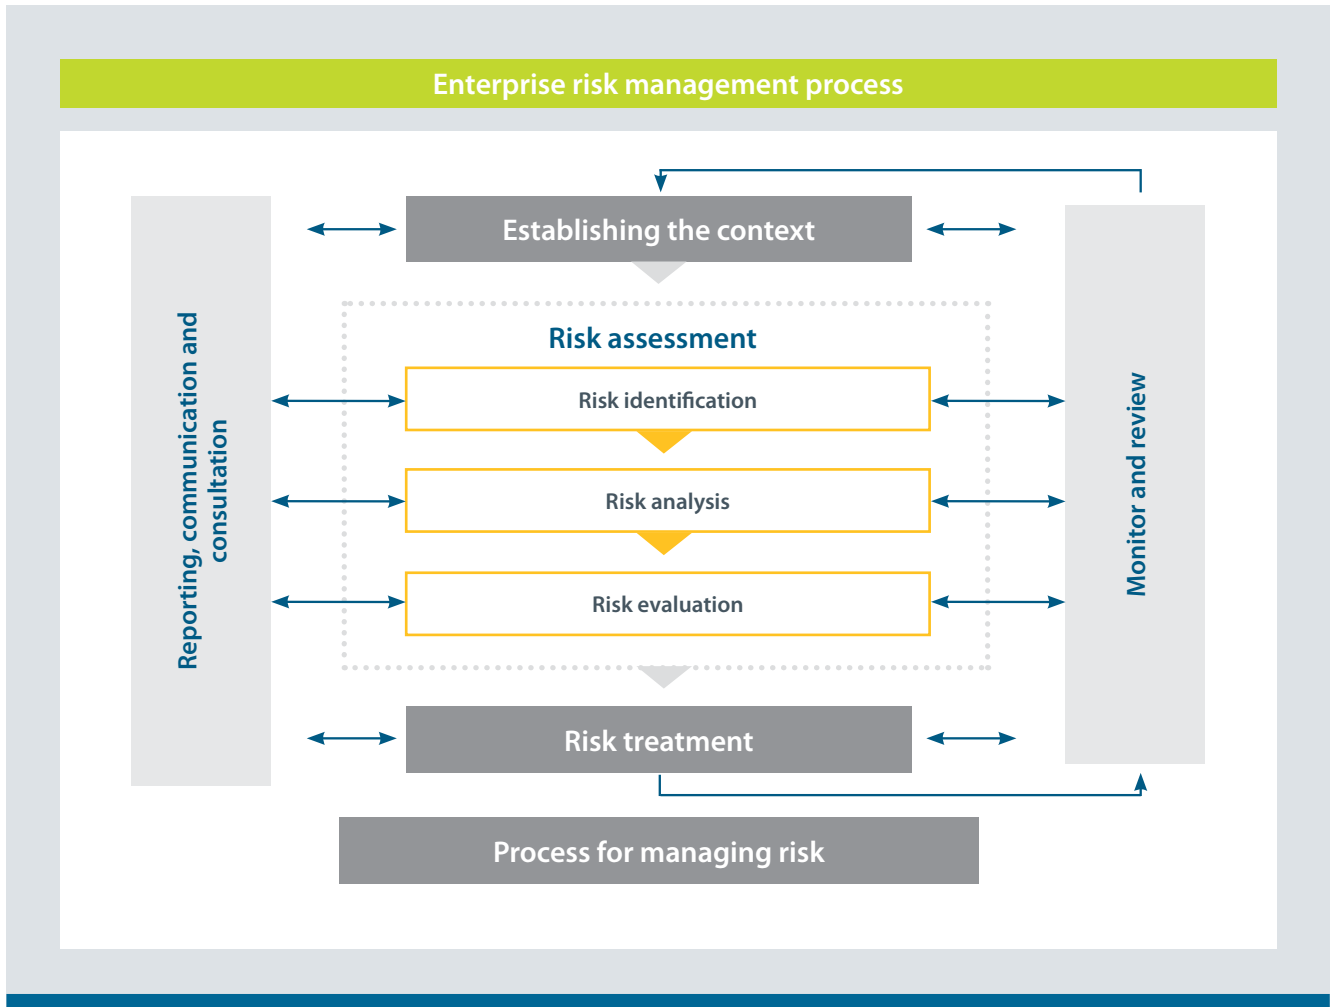 Enterprise risk management process
Establishing the context
Reporting, communication and
consultation
Risk assessment
Risk identification
Risk analysis
Risk evaluation
Monitor and review
Risk treatment
Process for managing risk